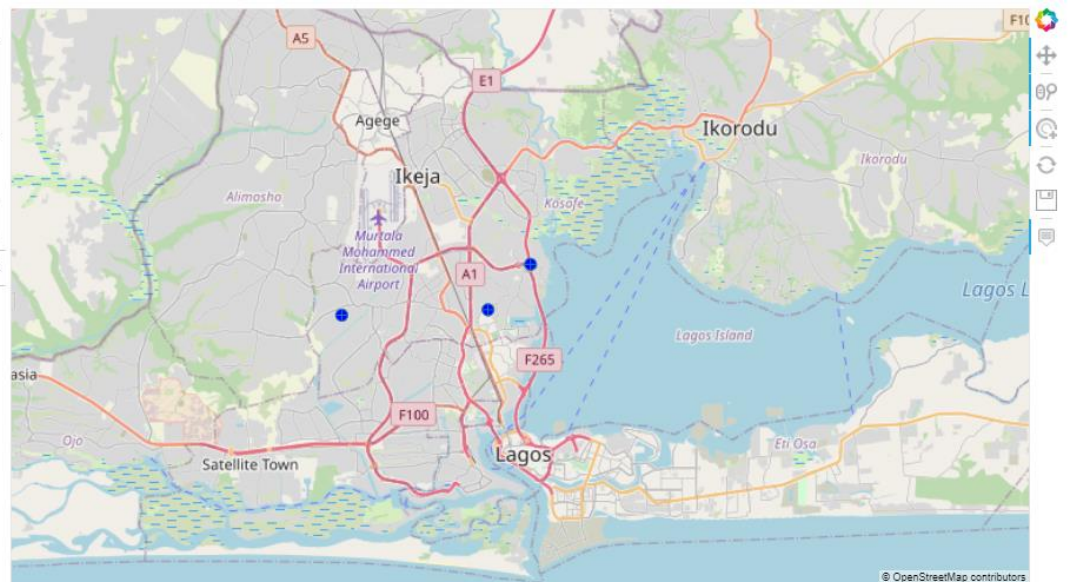 A5
F10
E1
Agege
Ikorodu
Ikeja
Ikorodu
Alimosho
Kosofe
Murtala
Mohammed
International
Airport
A1
Lagos L
Lagos Island
F265
asia
F100
Ojo
Satellite Town
Lagos
Eti Osa
© OpenStreetMap contributors